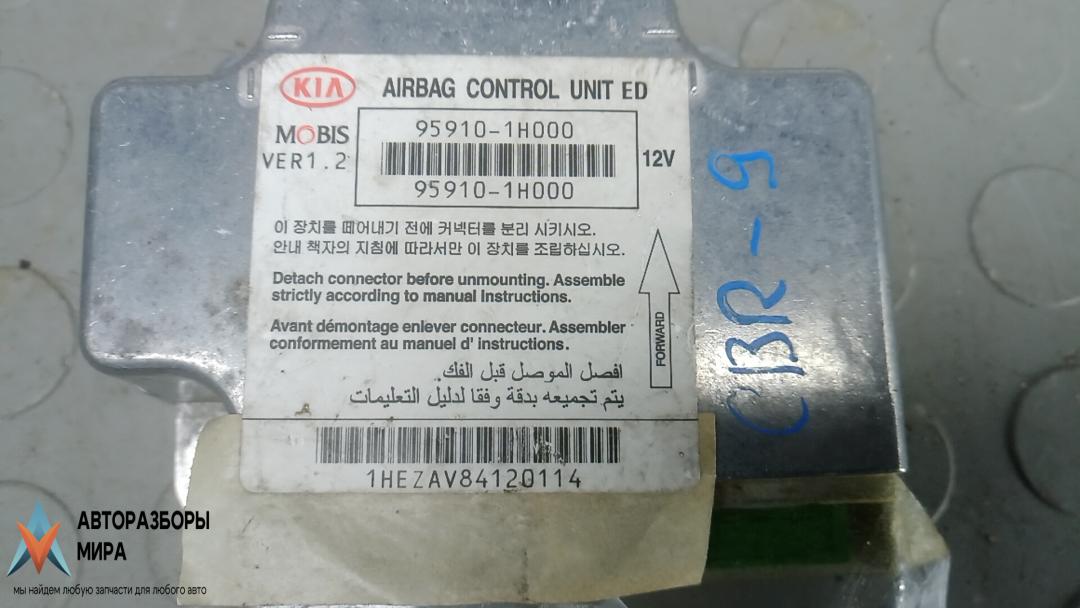 KIA
AIRBAG CONTROL UNIT ED
MOBIS
VER1.2
95910-1H000
95910-1H000
12V
이 장치를 떼어내기 전에 커넥터를 분리 시키시오.
안내 책자의 지침에 따라서만 이 장치를 조립하십시오.
Detach connector before unmounting. Assemble
strictly according to manual Instructions.
Avant démontage enlever connecteur. Assembler
conformement au manuel d' instructions.
افصل الموصل قبل الفك.
يتم تجميعه بدقة وفقا لدليل التعليمات
FORWARD
1HEZAV84120114
CBR-9
АВТОРАЗБОРЫ
МИРА
мы найдем любую запчасти для любого авто